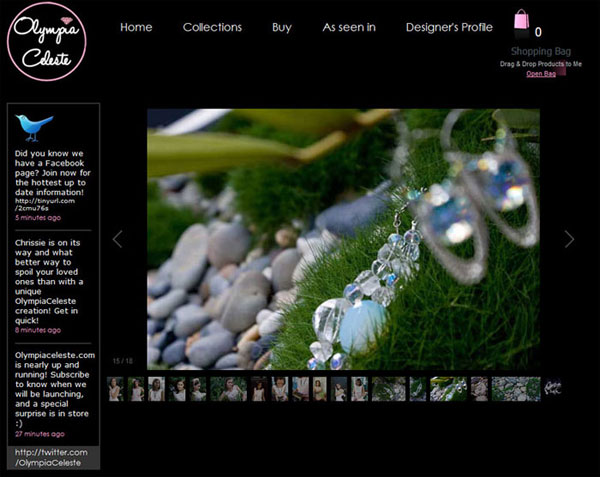 Olympia
Celeste
Home
Collections
Buy
As seen in
Designer's Profile
0
Shopping Bag
Drag & Drop Products to Me
Open Bag
Did you know we
have a Facebook
page? Join now for
the hottest up to
date information!
http://tinyurl.com
/2cmu76s
5 minutes ago
Chrissie is on its
way and what
better way to
spoil your loved
ones than with a
unique
OlympiaCeleste
creation! Get in
quick!
8 minutes ago
Olympiaceleste.com
is nearly up and
running! Subscribe
to know when we
will be launching,
and a special
surprise is in store
:)
27 minutes ago
http://twitter.com
/OlympiaCeleste
15 / 18